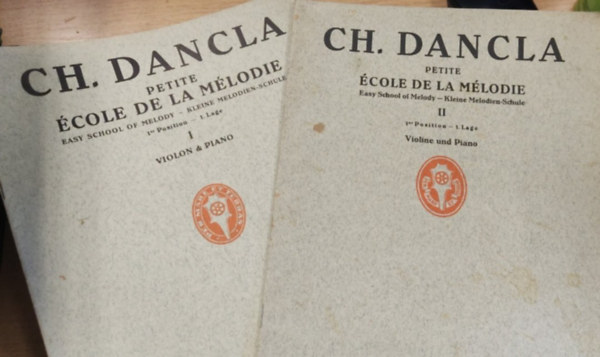 CH. DANCLA
PETITE
ÉCOLE DE LA MÉLODIE
EASY SCHOOL OF MELODY - KLEINE MELODIEN-SCHULE
1re Position - 1. Lage
I
VIOLON & PIANO
CH. DANCLA
PETITE
ÉCOLE DE LA MÉLODIE
Easy School of Melody - Kleine Melodien-Schule
II
1re Position - 1. Lage
Violine und Piano